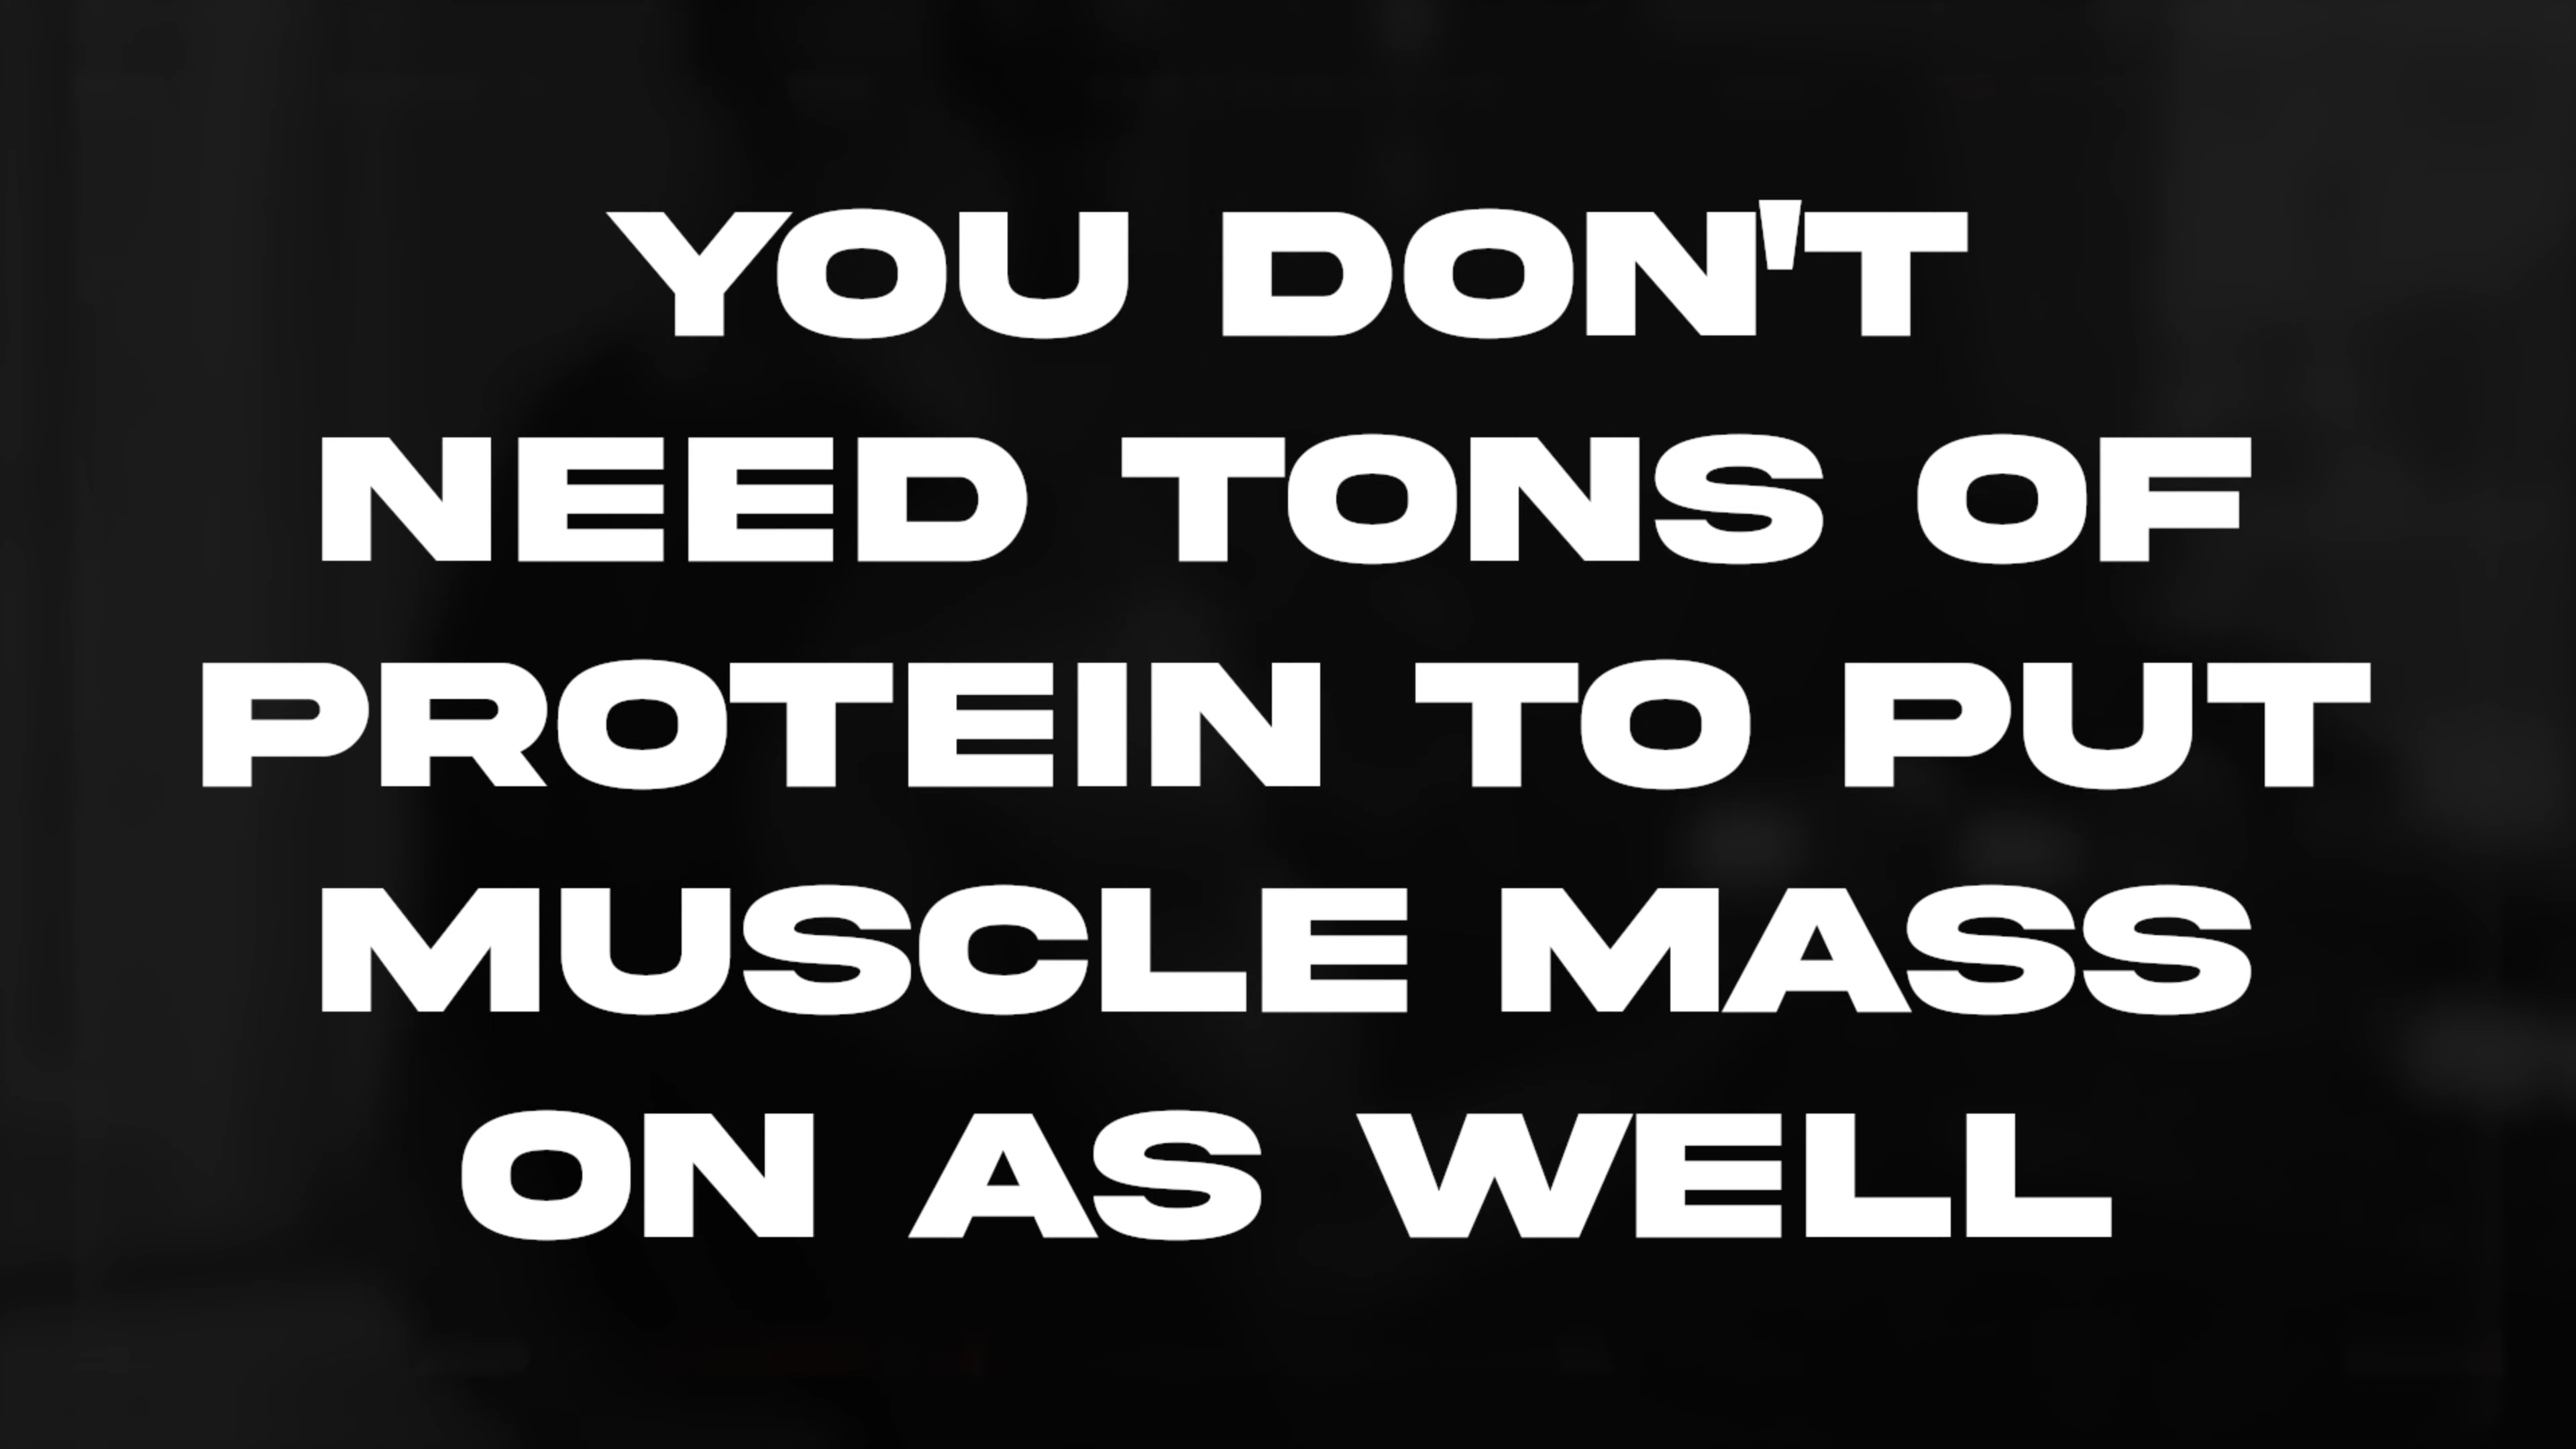 YOU DON'T
NEED TONS OF
PROTEIN TO PUT
MUSCLE MASS
ON AS WELL